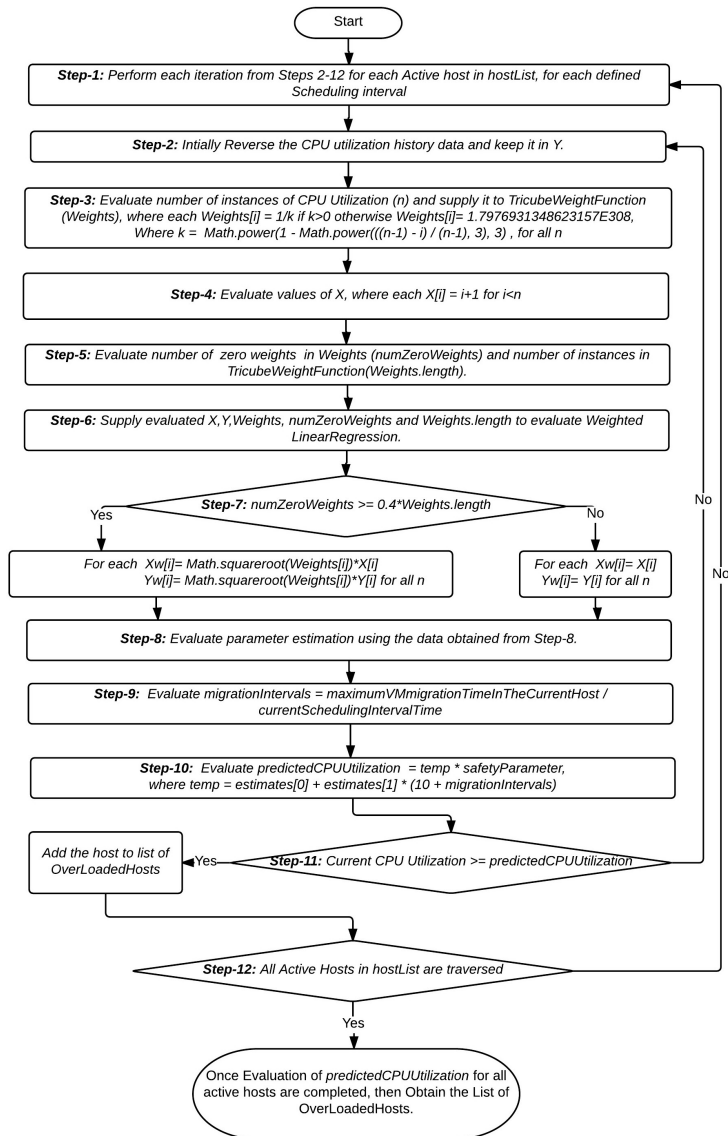 Start
Step-1: Perform each iteration from Steps 2-12 for each Active host in hostList, for each defined
Scheduling interval
Step-2: Intially Reverse the CPU utilization history data and keep it in Y.
Step-3: Evaluate number of instances of CPU Utilization (n) and supply it to TricubeWeightFunction
(Weights), where each Weights[i] = 1/k if k>0 otherwise Weights[i]= 1.7976931348623157E308,
Where k =  Math.power(1 - Math.power(((n-1) - i) / (n-1), 3), 3) , for all n
Step-4: Evaluate values of X, where each X[i] = i+1 for i<n
Step-5: Evaluate number of  zero weights  in Weights (numZeroWeights) and number of instances in
TricubeWeightFunction(Weights.length).
Step-6: Supply evaluated X,Y,Weights, numZeroWeights and Weights.length to evaluate Weighted
LinearRegression.
Step-7: numZeroWeights >= 0.4*Weights.length
Yes
No
No
No
For each  Xw[i]= Math.squareroot(Weights[i])*X[i]
Yw[i]= Math.squareroot(Weights[i])*Y[i] for all n
For each  Xw[i]= X[i]
Yw[i]= Y[i] for all n
Step-8: Evaluate parameter estimation using the data obtained from Step-8.
Step-9:  Evaluate migrationIntervals = maximumVMmigrationTimeInTheCurrentHost /
currentSchedulingIntervalTime
Step-10:  Evaluate predictedCPUUtilization  = temp * safetyParameter,
where temp = estimates[0] + estimates[1] * (10 + migrationIntervals)
Add the host to list of
OverLoadedHosts
Yes
Step-11: Current CPU Utilization >= predictedCPUUtilization
Step-12: All Active Hosts in hostList are traversed
Yes
Once Evaluation of predictedCPUUtilization for all
active hosts are completed, then Obtain the List of
OverLoadedHosts.